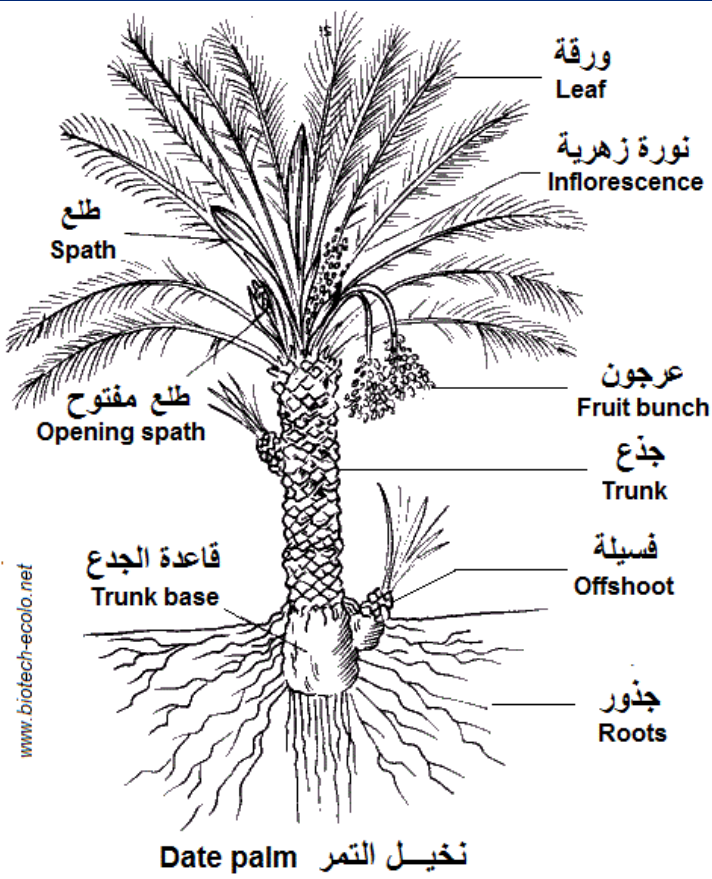 ورقة
Leaf
نورة زهرية
Inflorescence
طلع
Spath
عرجون
Fruit bunch
طلع مفتوح
Opening spath
جذع
Trunk
فسيلة
Offshoot
قاعدة الجدع
Trunk base
جذور
Roots
www.biotech-ecolo.net
Date palm نخيـــل التمر